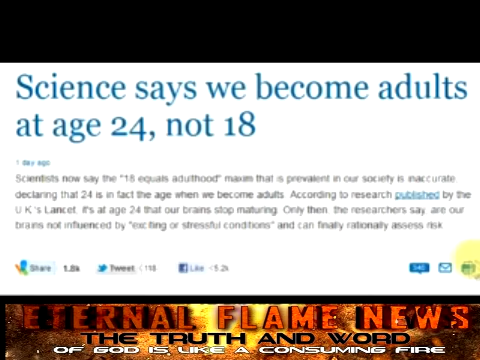 Science says we become adults
at age 24, not 18
1 day ago
Scientists now say the "18 equals adulthood" maxim that is prevalent in our society is inaccurate,
declaring that 24 is in fact the age when we become adults. According to research published by the
U.K.'s Lancet, it's at age 24 that our brains stop maturing. Only then, the researchers say, are our
brains not influenced by "exciting or stressful conditions" and can finally rationally assess risk.
Share 1.8k Tweet 118 Like 5.2k
ETERNAL FLAME NEWS
THE TRUTH AND WORD
OF GOD IS LIKE A CONSUMING FIRE